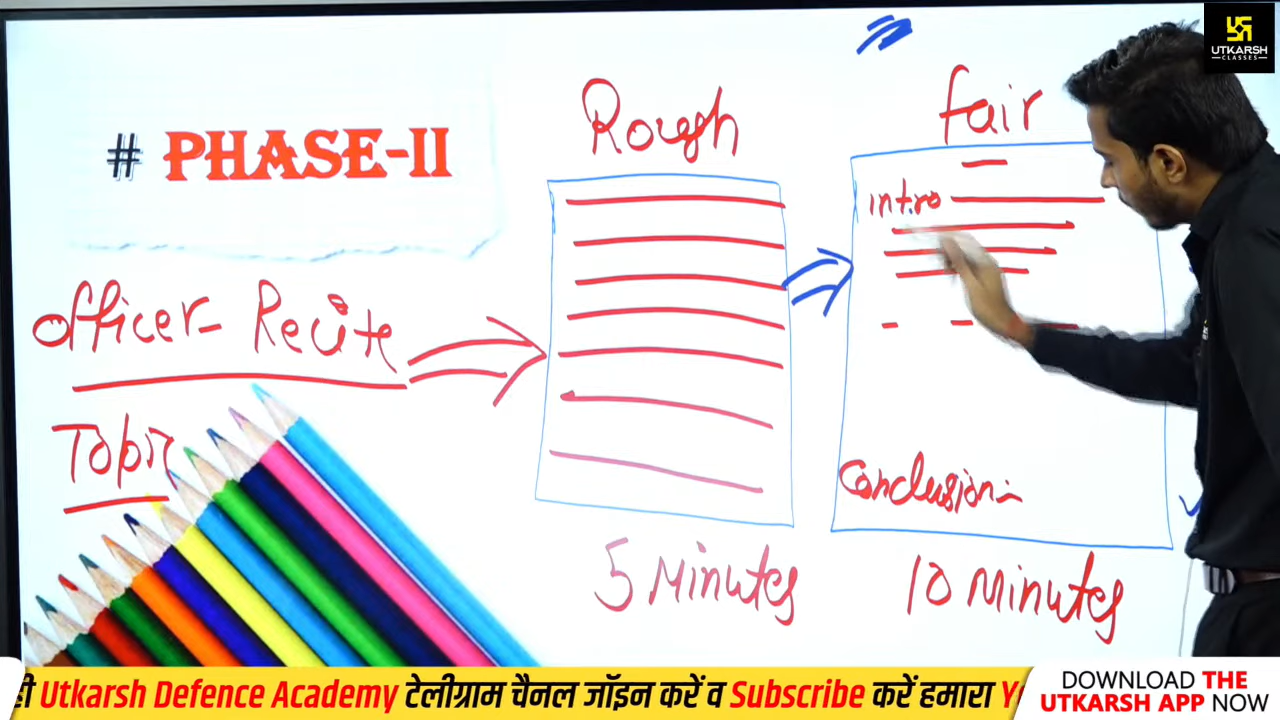 UTKARSH
CLASSES
# PHASE-II
Rough
fair
intro
Officer- Recite
Topic
Conclusion:-
5 Minutes
10 Minutes
ही Utkarsh Defence Academy टेलीग्राम चैनल जॉइन करें व Subscribe करें हमारा
DOWNLOAD THE
UTKARSH APP NOW